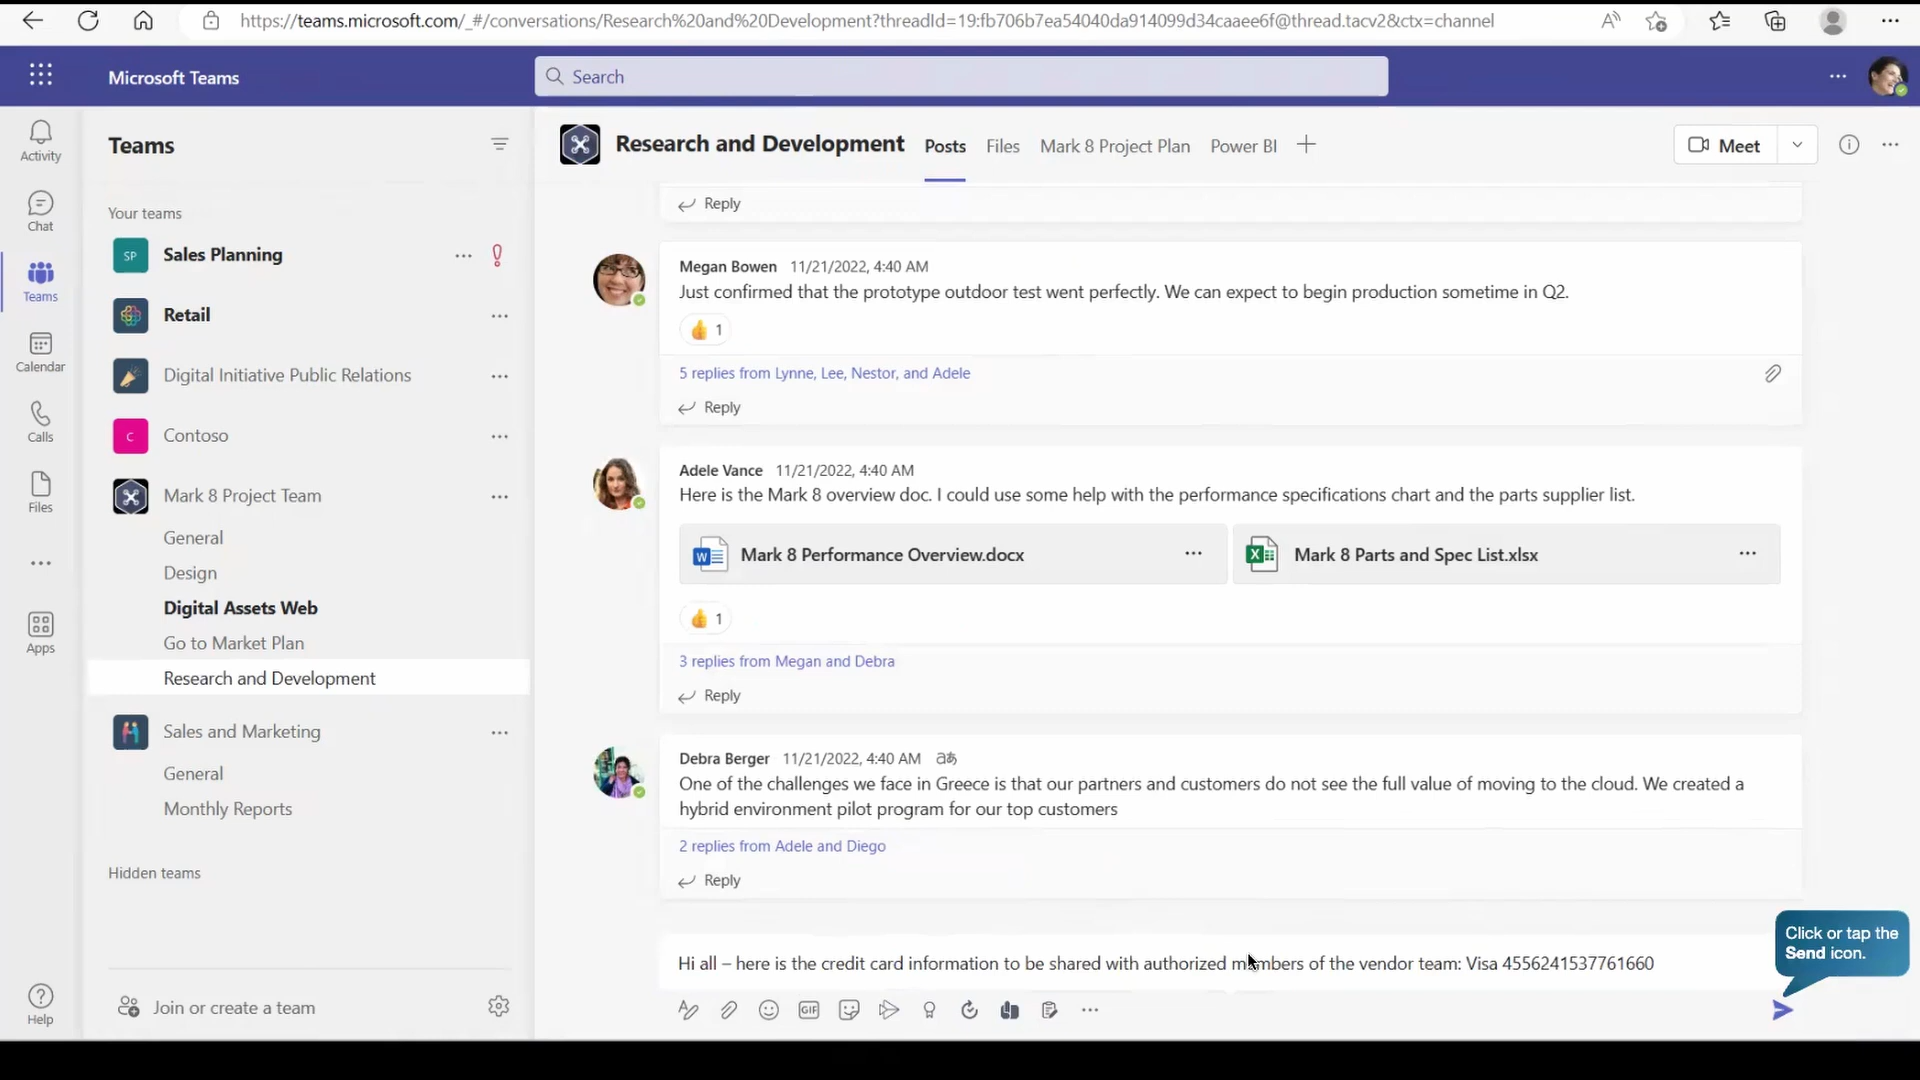 https://teams.microsoft.com/_#/conversations/Research%20and%20Development?threadId=19:fb706b7ea54040da914099d34caaee6f@thread.tacv2&ctx=channel
Microsoft Teams
Search
Activity
Chat
Teams
Calendar
Calls
Files
Apps
Help
Teams
Your teams
SP
Sales Planning
Retail
Digital Initiative Public Relations
C
Contoso
Mark 8 Project Team
General
Design
Digital Assets Web
Go to Market Plan
Research and Development
Sales and Marketing
General
Monthly Reports
Hidden teams
Join or create a team
Research and Development
Posts
Files
Mark 8 Project Plan
Power BI
Meet
Reply
Megan Bowen 11/21/2022, 4:40 AM
Just confirmed that the prototype outdoor test went perfectly. We can expect to begin production sometime in Q2.
👍 1
5 replies from Lynne, Lee, Nestor, and Adele
Reply
Adele Vance 11/21/2022, 4:40 AM
Here is the Mark 8 overview doc. I could use some help with the performance specifications chart and the parts supplier list.
Mark 8 Performance Overview.docx
Mark 8 Parts and Spec List.xlsx
👍 1
3 replies from Megan and Debra
Reply
Debra Berger 11/21/2022, 4:40 AM
One of the challenges we face in Greece is that our partners and customers do not see the full value of moving to the cloud. We created a
hybrid environment pilot program for our top customers
2 replies from Adele and Diego
Reply
Hi all – here is the credit card information to be shared with authorized members of the vendor team: Visa 4556241537761660
GIF
Click or tap the
Send icon.